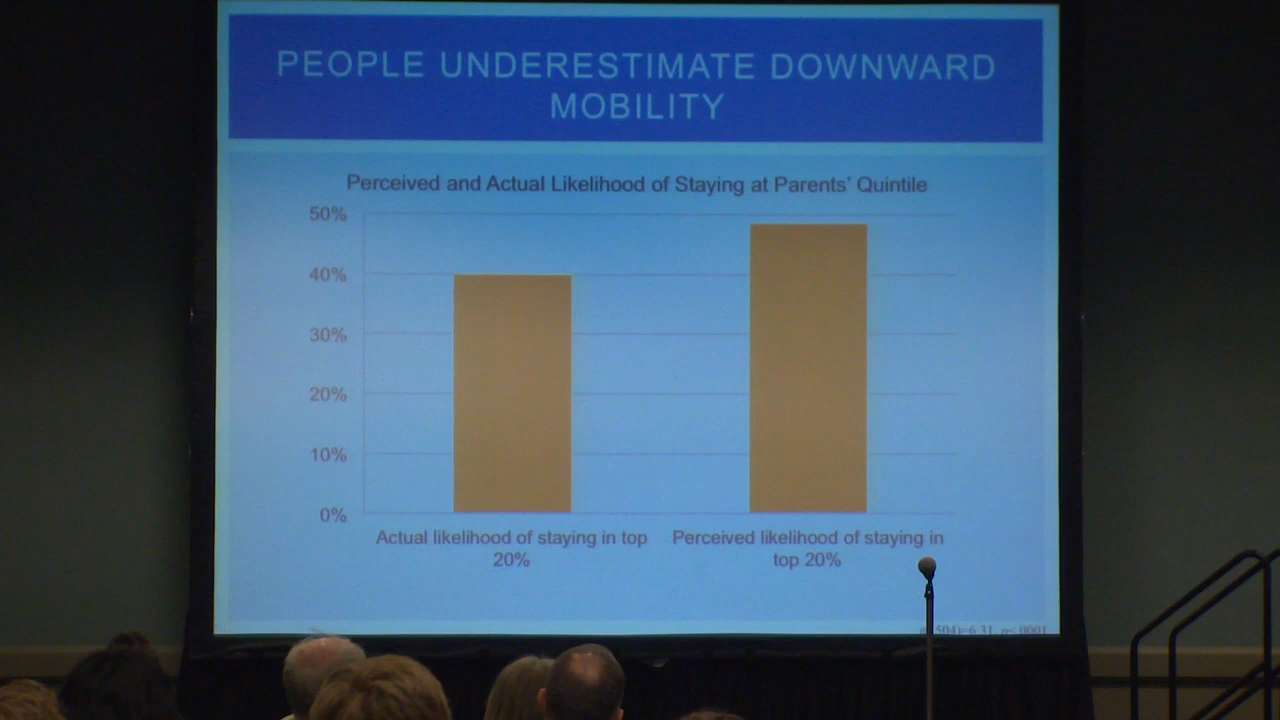 PEOPLE UNDERESTIMATE DOWNWARD
MOBILITY
Perceived and Actual Likelihood of Staying at Parents' Quintile
50%
40%
30%
20%
10%
0%
Actual likelihood of staying in top
20%
Perceived likelihood of staying in
top 20%